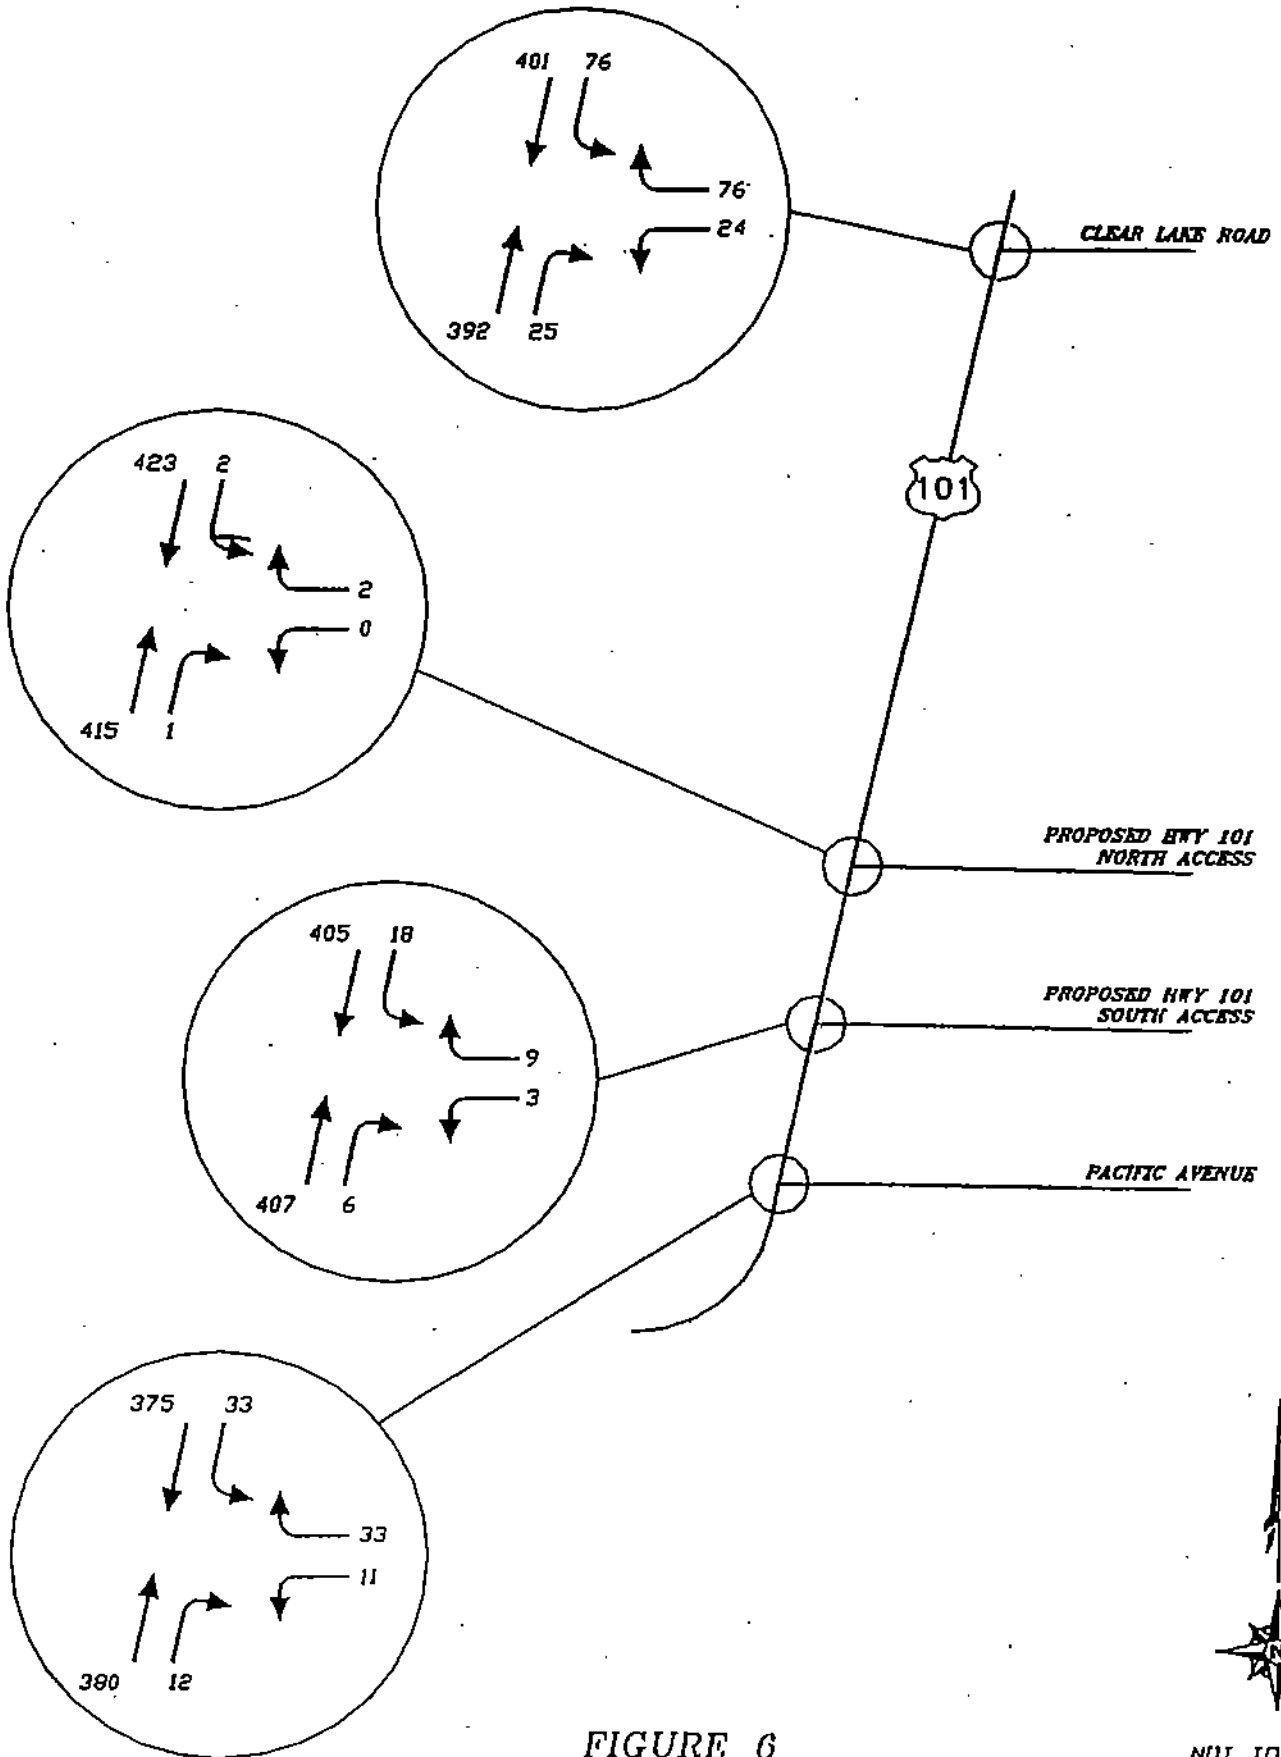 401 76
76
24
392 25
CLEAR LAKE ROAD
101
423 2
2
0
415 1
PROPOSED HWY 101
NORTH ACCESS
405 18
9
3
407 6
PROPOSED HWY 101
SOUTH ACCESS
PACIFIC AVENUE
375 33
33
11
380 12
N
FIGURE 6